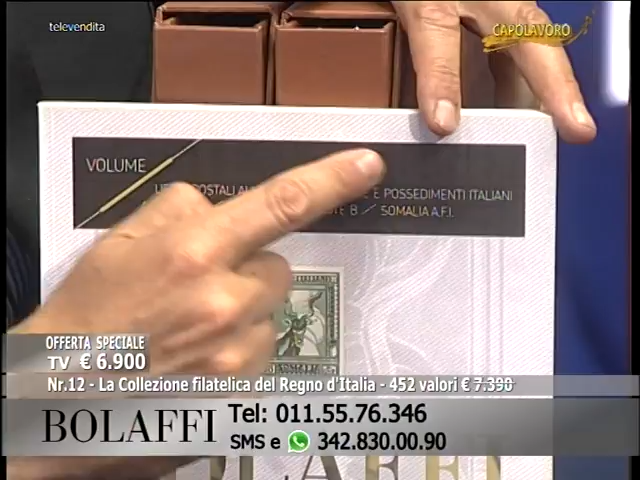 televendita
CAPOLAVORO
VOLUME
E POSSEDIMENTI ITALIANI
SOMALIA A.F.I.
OFFERTA SPECIALE
TV € 6.900
Nr.12 - La Collezione filatelica del Regno d'Italia - 452 valori € 7.390
BOLAFFI
Tel: 011.55.76.346
SMS e 342.830.00.90